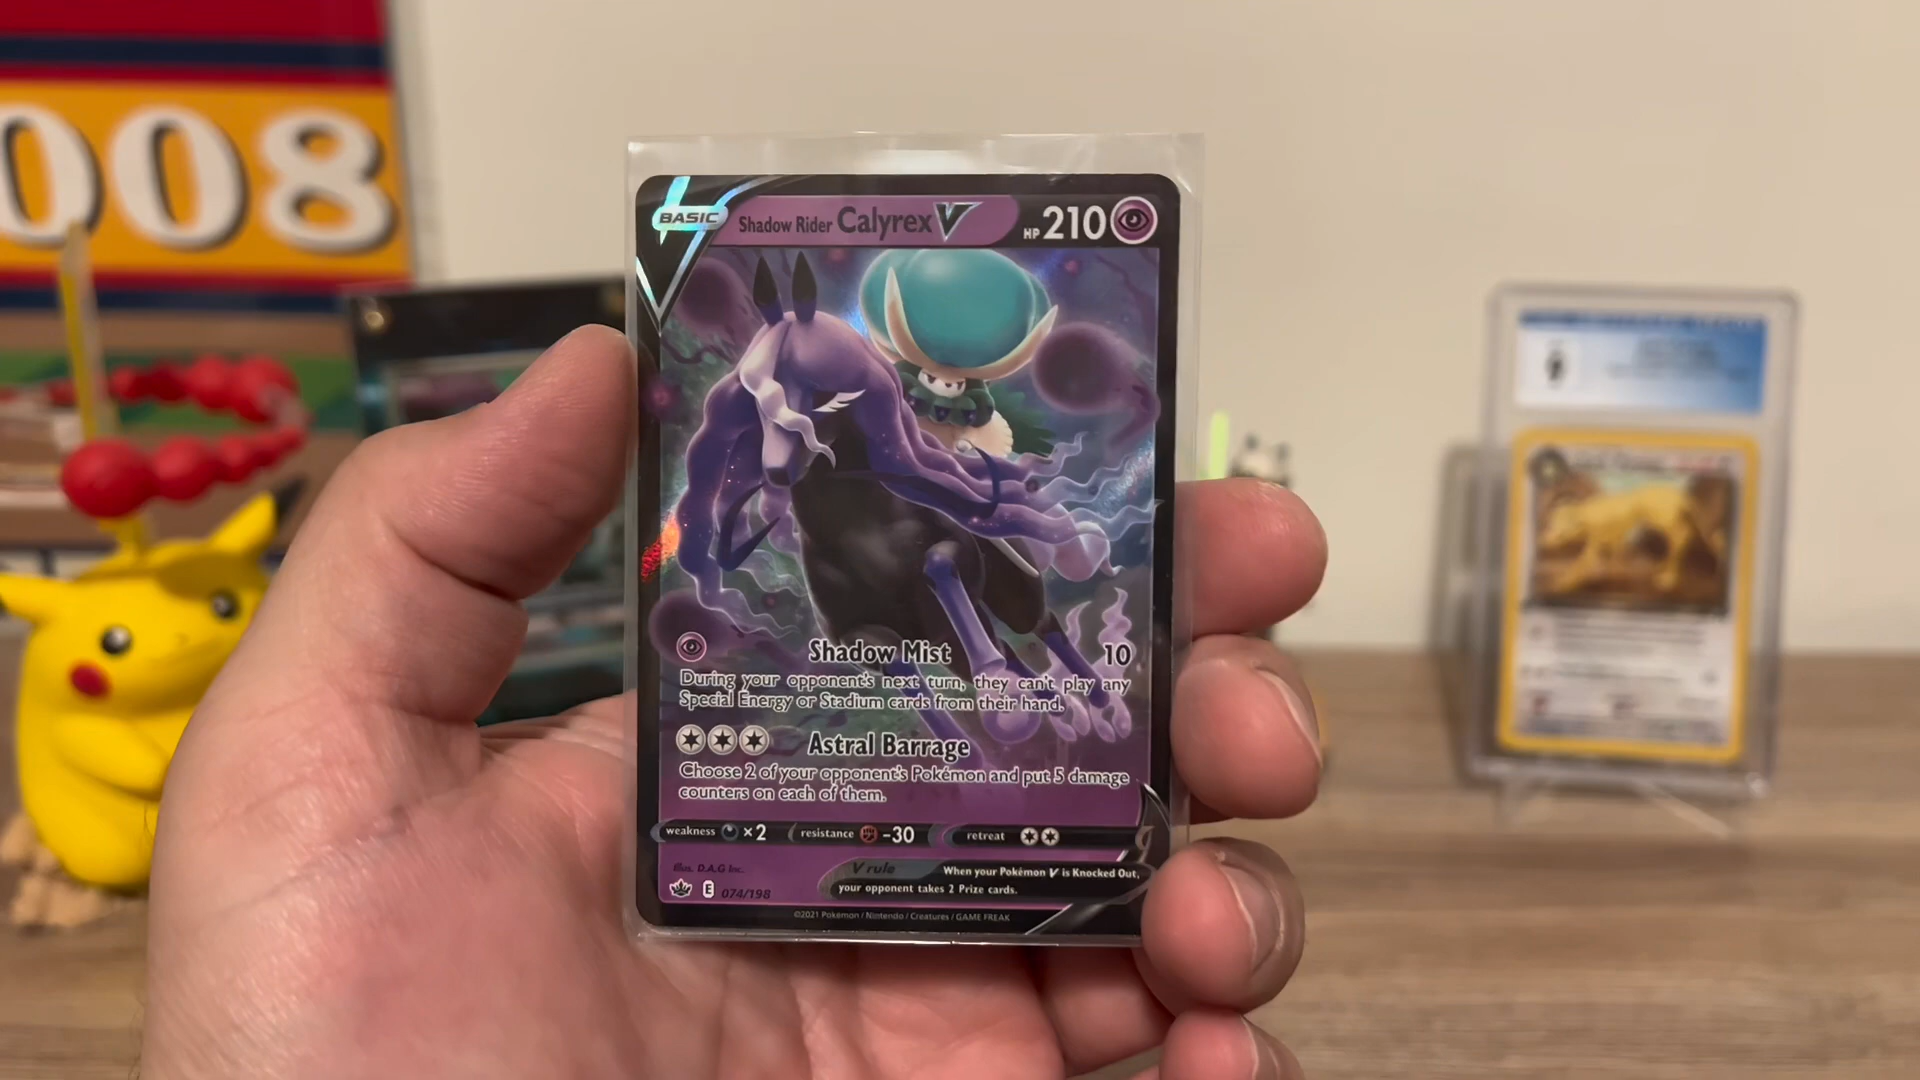 008
BASIC Shadow Rider Calyrex V HP 210
Shadow Mist 10
During your opponent's next turn, they can't play any
Special Energy or Stadium cards from their hand.
Astral Barrage
Choose 2 of your opponent's Pokémon and put 5 damage
counters on each of them.
weakness ×2 resistance -30 retreat
Illus. D.A.G Inc.
V rule When your Pokémon V is Knocked Out,
your opponent takes 2 Prize cards.
E 074/198
©2021 Pokémon / Nintendo / Creatures / GAME FREAK